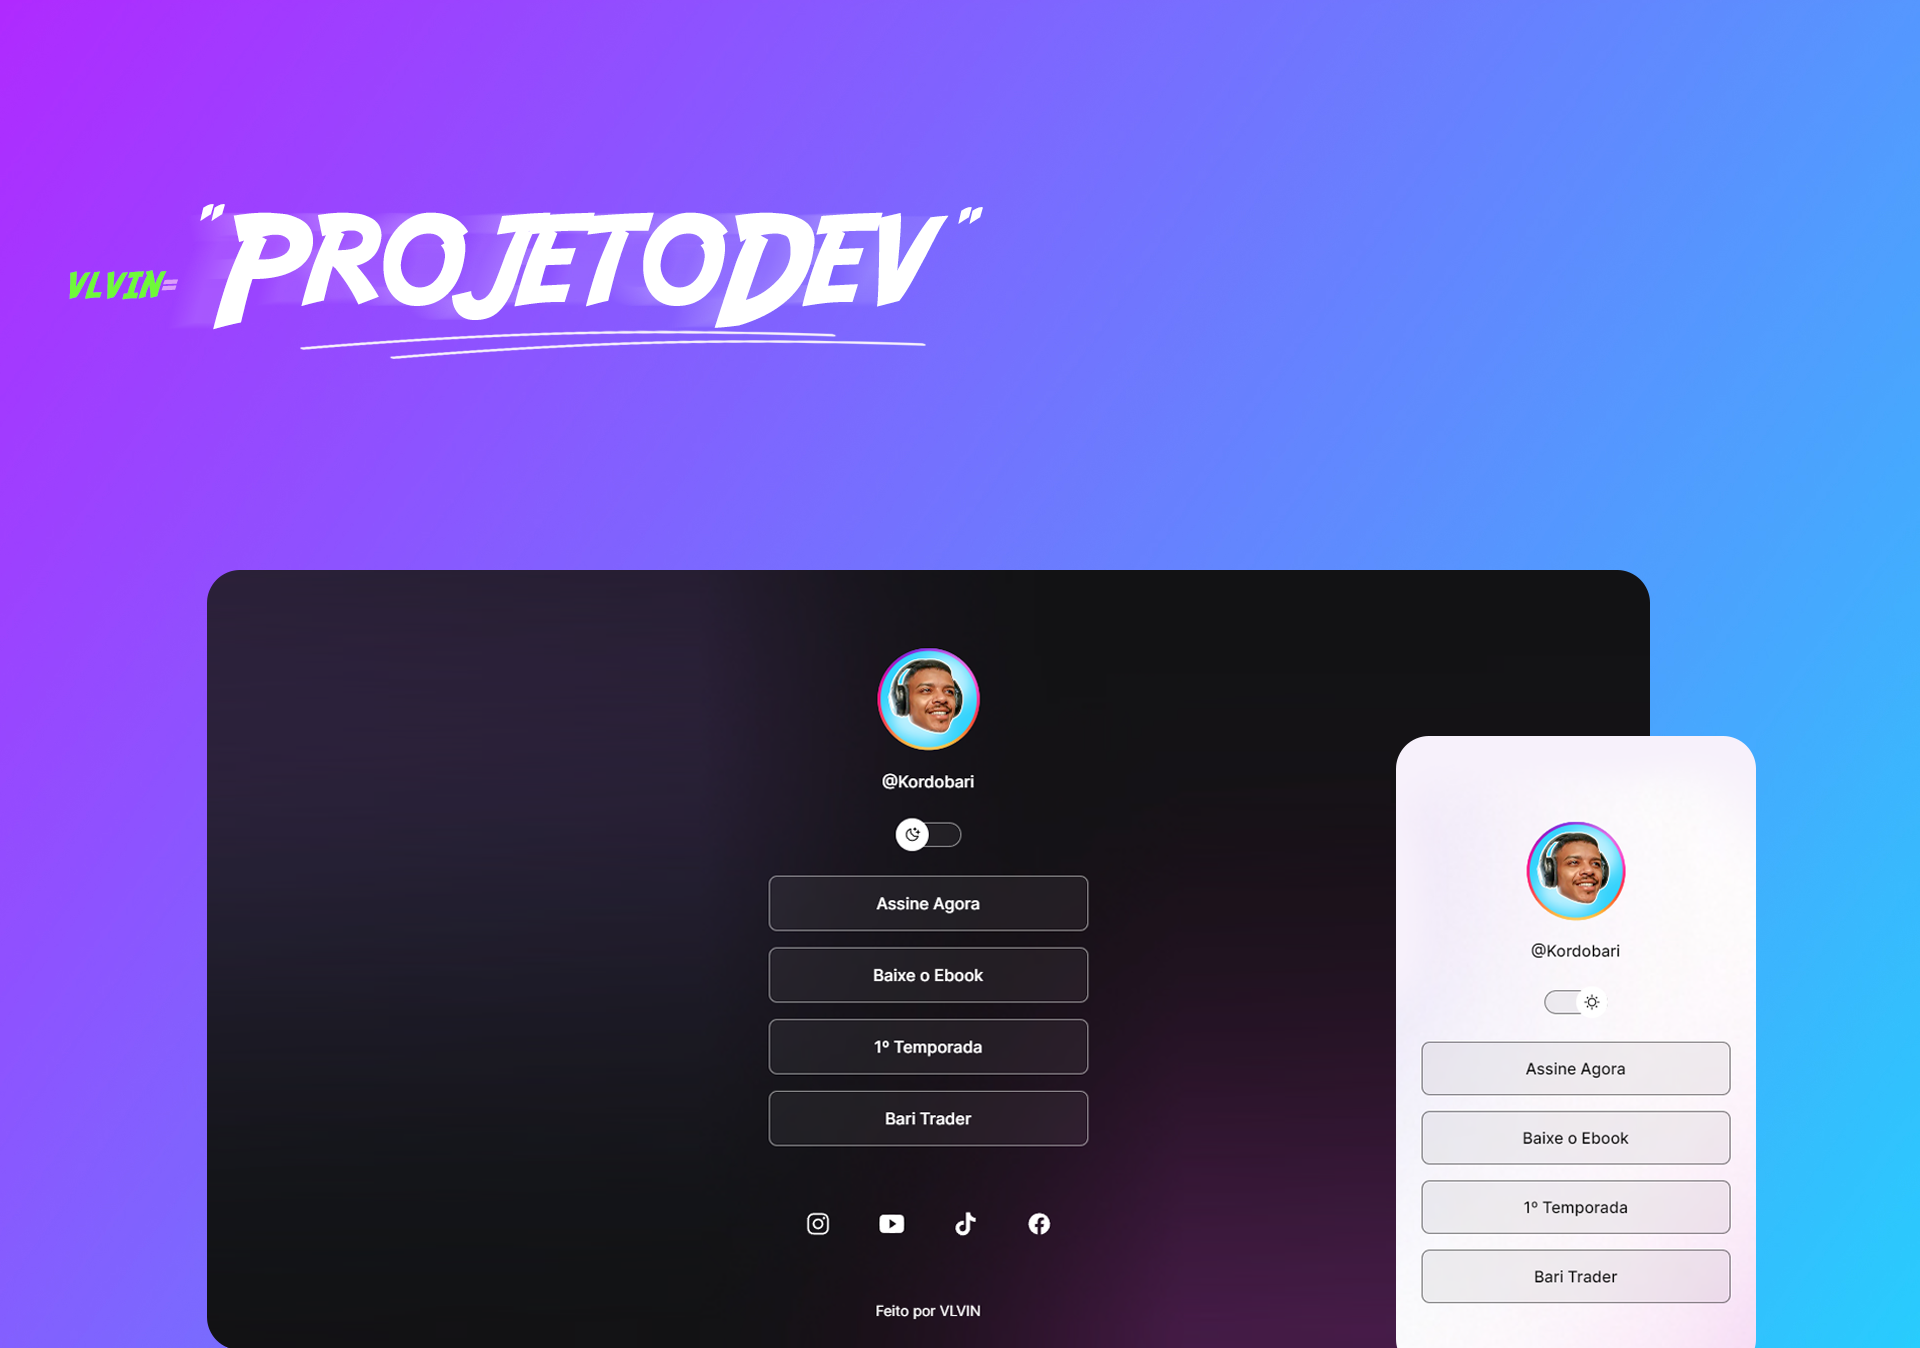 VLVIN= "PROJETODEV"
@Kordobari
Assine Agora
Baixe o Ebook
1º Temporada
Bari Trader
Feito por VLVIN
@Kordobari
Assine Agora
Baixe o Ebook
1º Temporada
Bari Trader